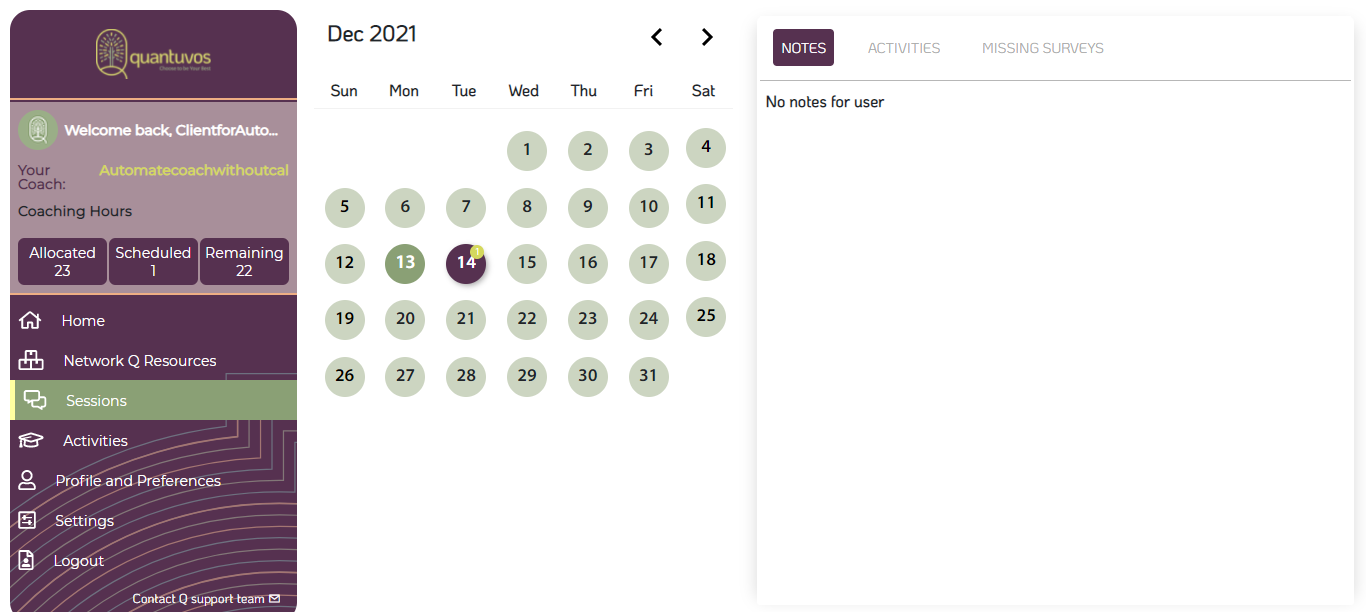 quantuvos
Choose to be Your Best
Welcome back, ClientforAuto...
Your Coach:
Automatecoachwithoutcal
Coaching Hours
Allocated 23
Scheduled 1
Remaining 22
Home
Network Q Resources
Sessions
Activities
Profile and Preferences
Settings
Logout
Contact Q support team
Dec 2021
Sun Mon Tue Wed Thu Fri Sat
1 2 3 4
5 6 7 8 9 10 11
12 13 14 1 15 16 17 18
19 20 21 22 23 24 25
26 27 28 29 30 31
NOTES ACTIVITIES MISSING SURVEYS
No notes for user